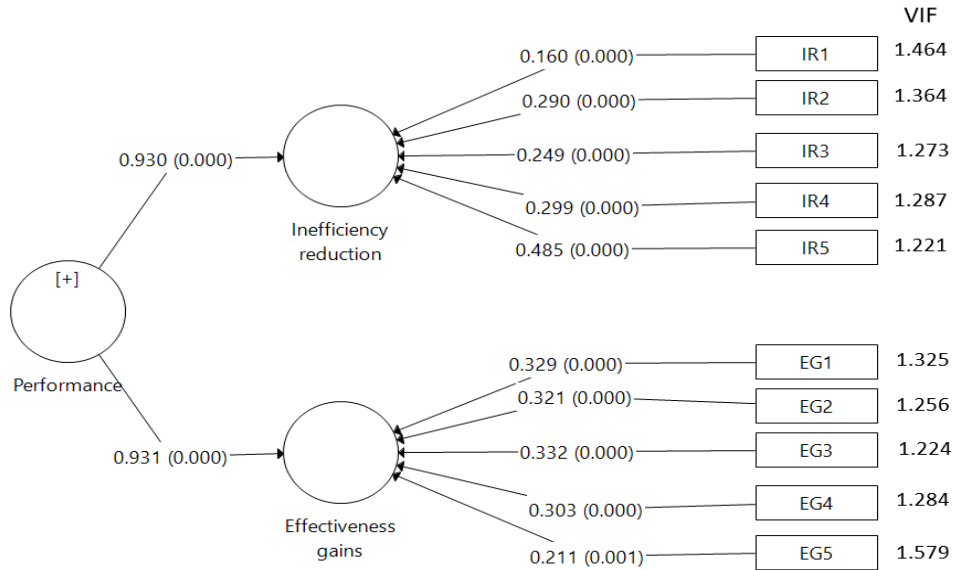 VIF
0.160 (0.000)
IR1
1.464
0.290 (0.000)
IR2
1.364
0.930 (0.000)
0.249 (0.000)
IR3
1.273
0.299 (0.000)
IR4
1.287
Inefficiency
reduction
0.485 (0.000)
IR5
1.221
[+]
Performance
0.329 (0.000)
EG1
1.325
0.321 (0.000)
EG2
1.256
0.931 (0.000)
0.332 (0.000)
EG3
1.224
0.303 (0.000)
EG4
1.284
Effectiveness
gains
0.211 (0.001)
EG5
1.579